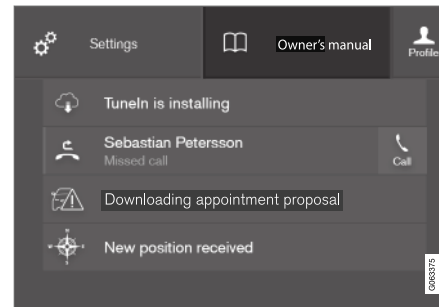 Settings
Owner's manual
Profile
TuneIn is installing
Sebastian Petersson
Missed call
Call
Downloading appointment proposal
New position received
G063375